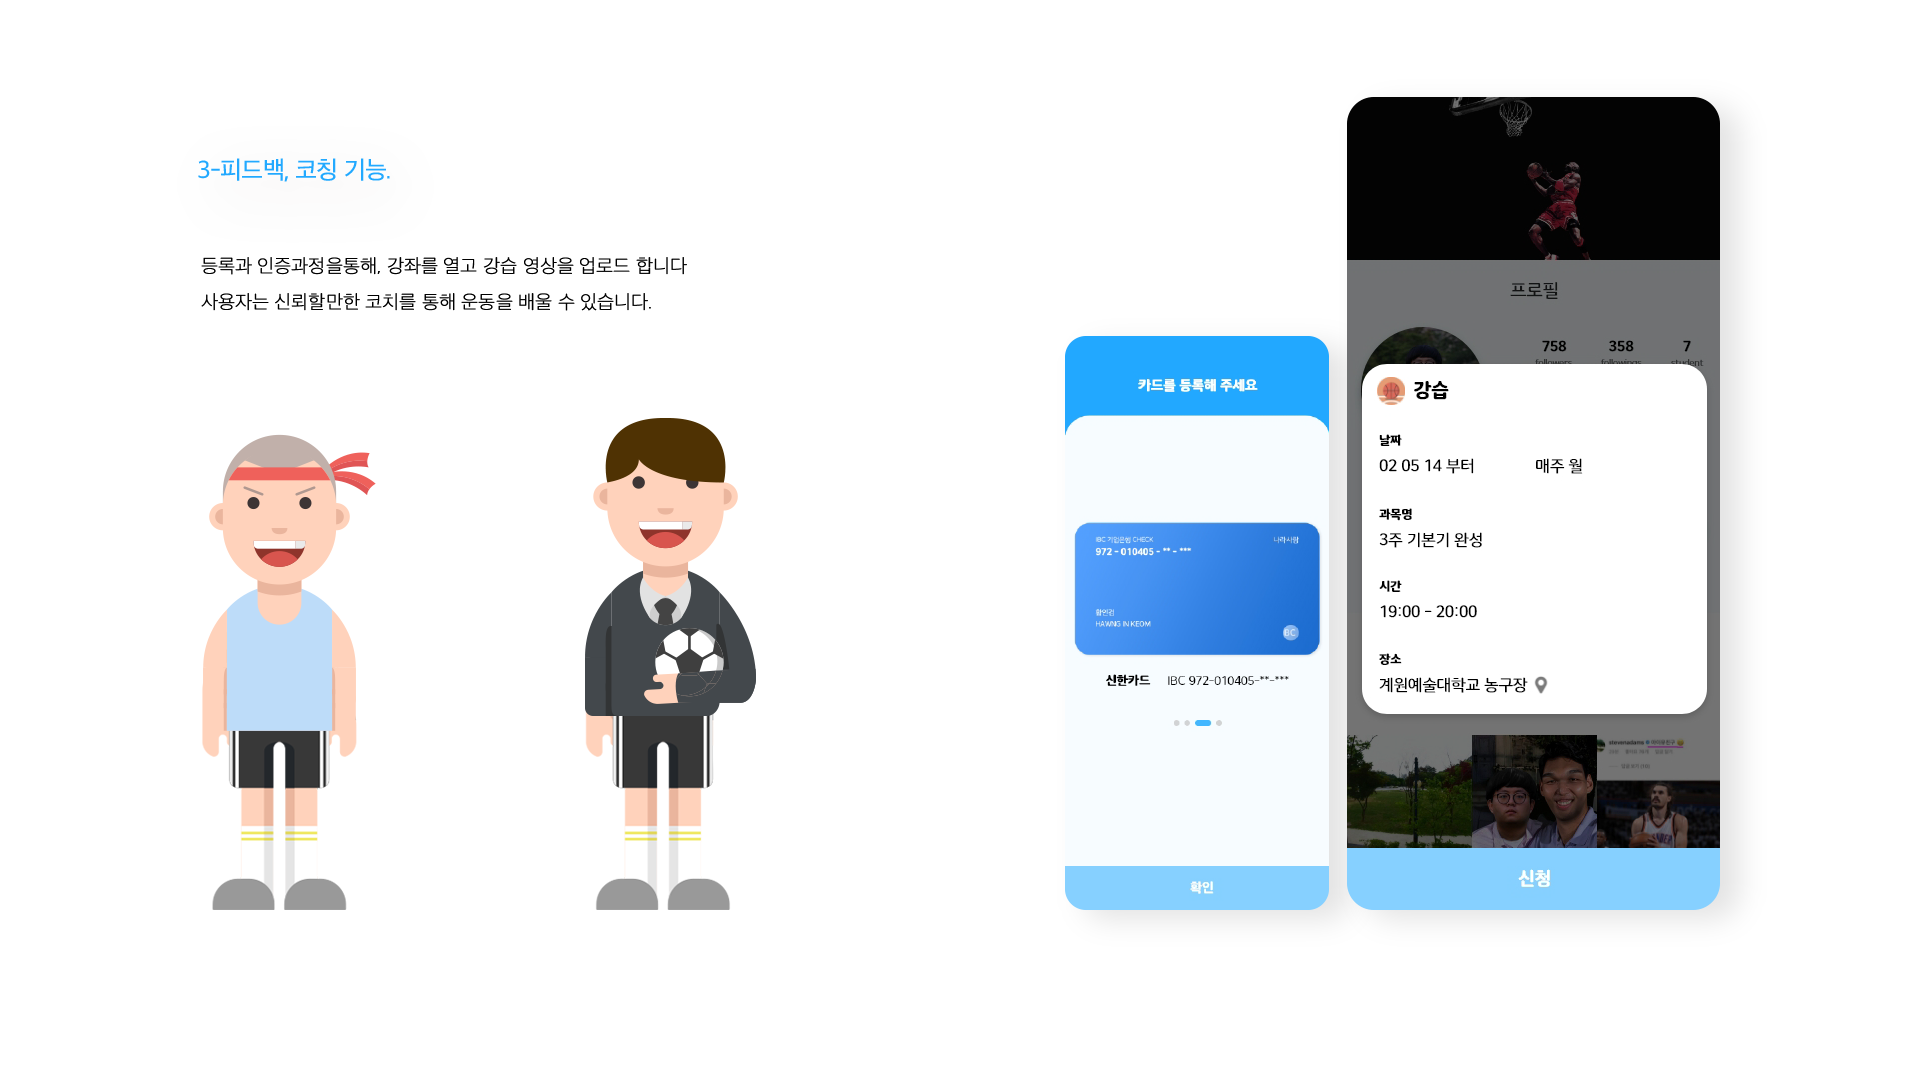 3-피드백, 코칭 기능.
등록과 인증과정을통해, 강좌를 열고 강습 영상을 업로드 합니다
사용자는 신뢰할만한 코치를 통해 운동을 배울 수 있습니다.
카드를 등록해 주세요
IBC 기업은행 CHECK
나라사랑
972 - 010405 - ** - ***
황인검
HAWNG IN KEOM
BC
신한카드 IBC 972-010405-**-***
확인
프로필
758 358 7
followers followings student
강습
날짜
02 05 14 부터 매주 월
과목명
3주 기본기 완성
시간
19:00 - 20:00
장소
계원예술대학교 농구장
stevenadams
신청